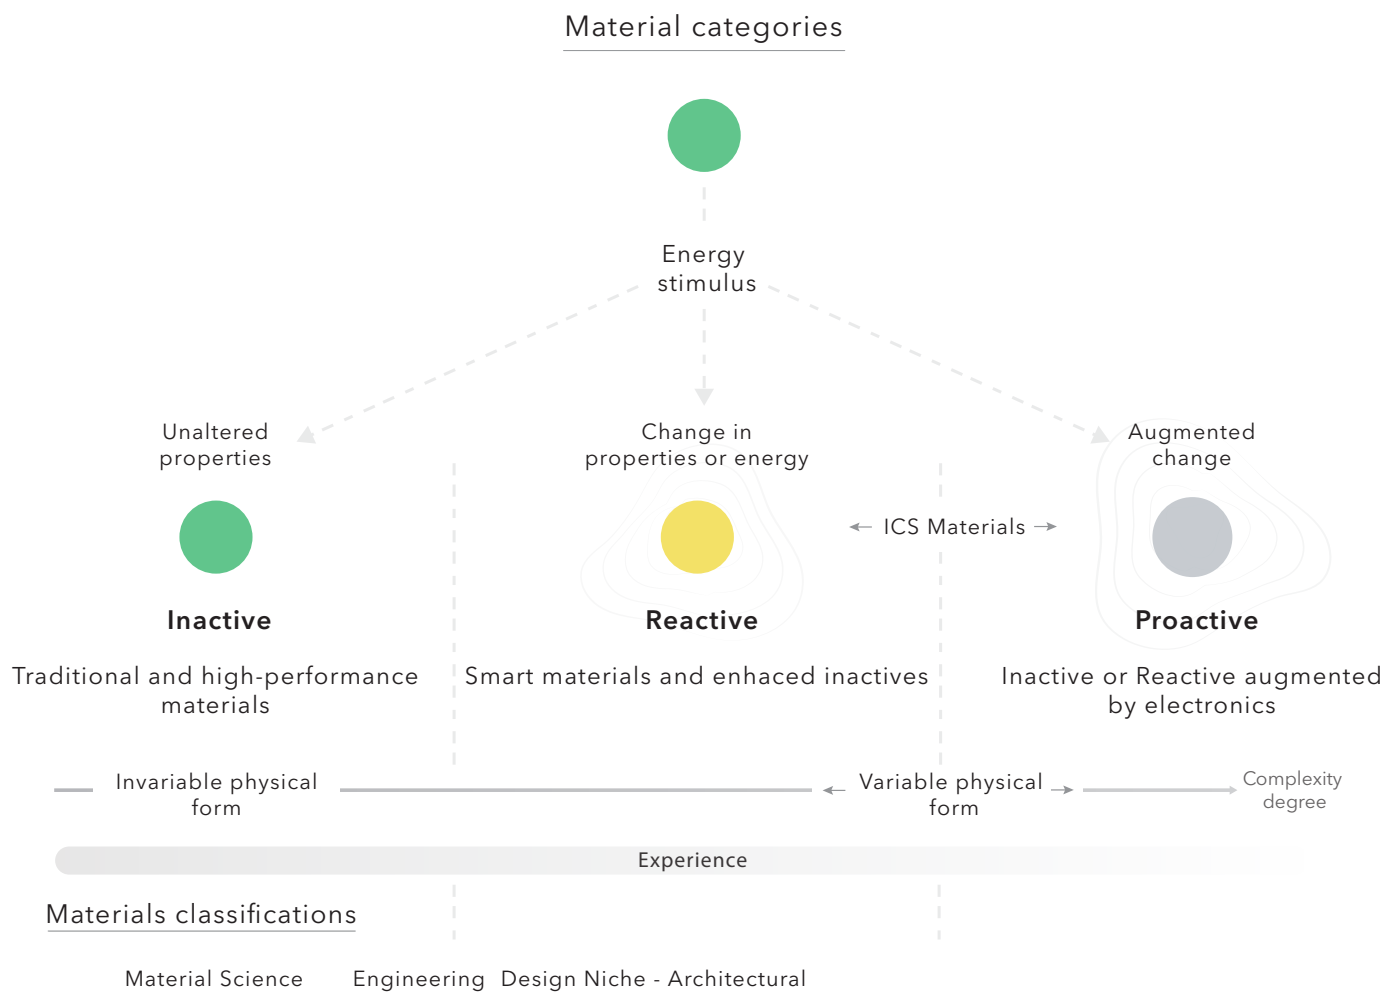 Material categories
Energy
stimulus
Unaltered
properties
Change in
properties or energy
Augmented
change
ICS Materials
Inactive
Reactive
Proactive
Traditional and high-performance
materials
Smart materials and enhaced inactives
Inactive or Reactive augmented
by electronics
Invariable physical
form
Variable physical
form
Complexity
degree
Experience
Materials classifications
Material Science
Engineering
Design Niche - Architectural